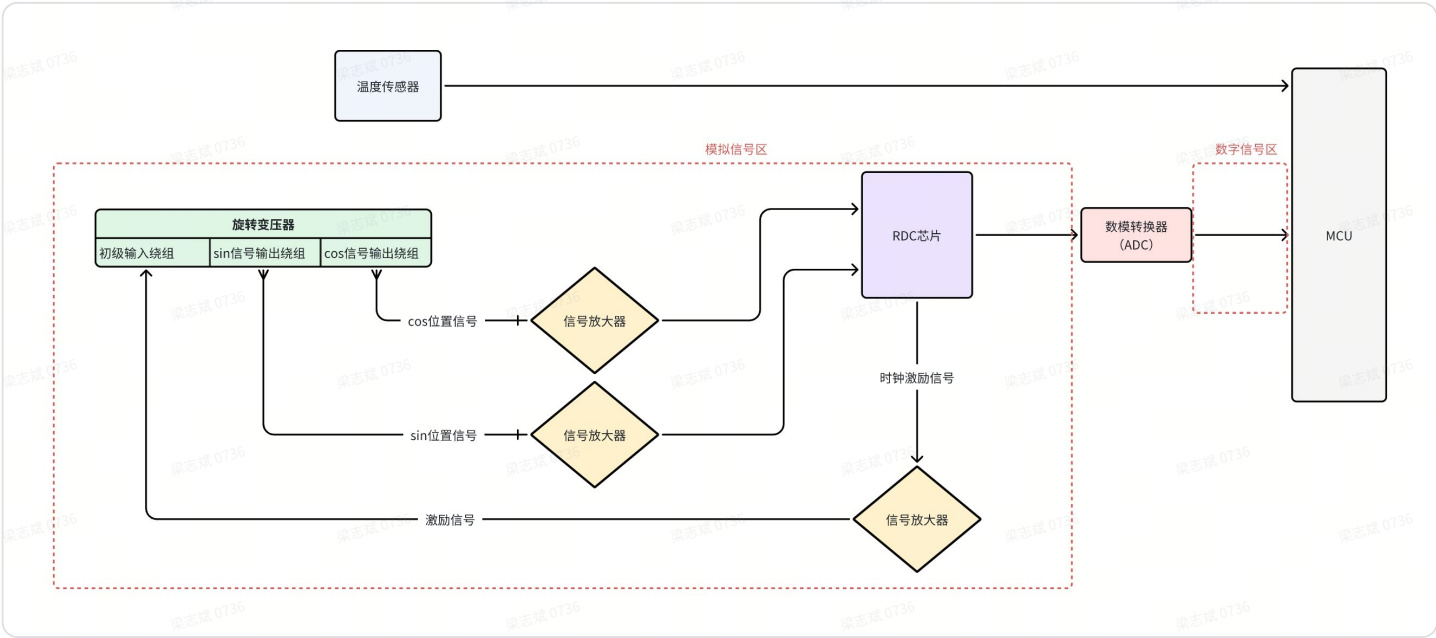 温度传感器
模拟信号区
数字信号区
旋转变压器
初级输入绕组
sin信号输出绕组
cos信号输出绕组
RDC芯片
数模转换器
（ADC）
MCU
cos位置信号
信号放大器
时钟激励信号
sin位置信号
信号放大器
激励信号
信号放大器
梁志斌 0736